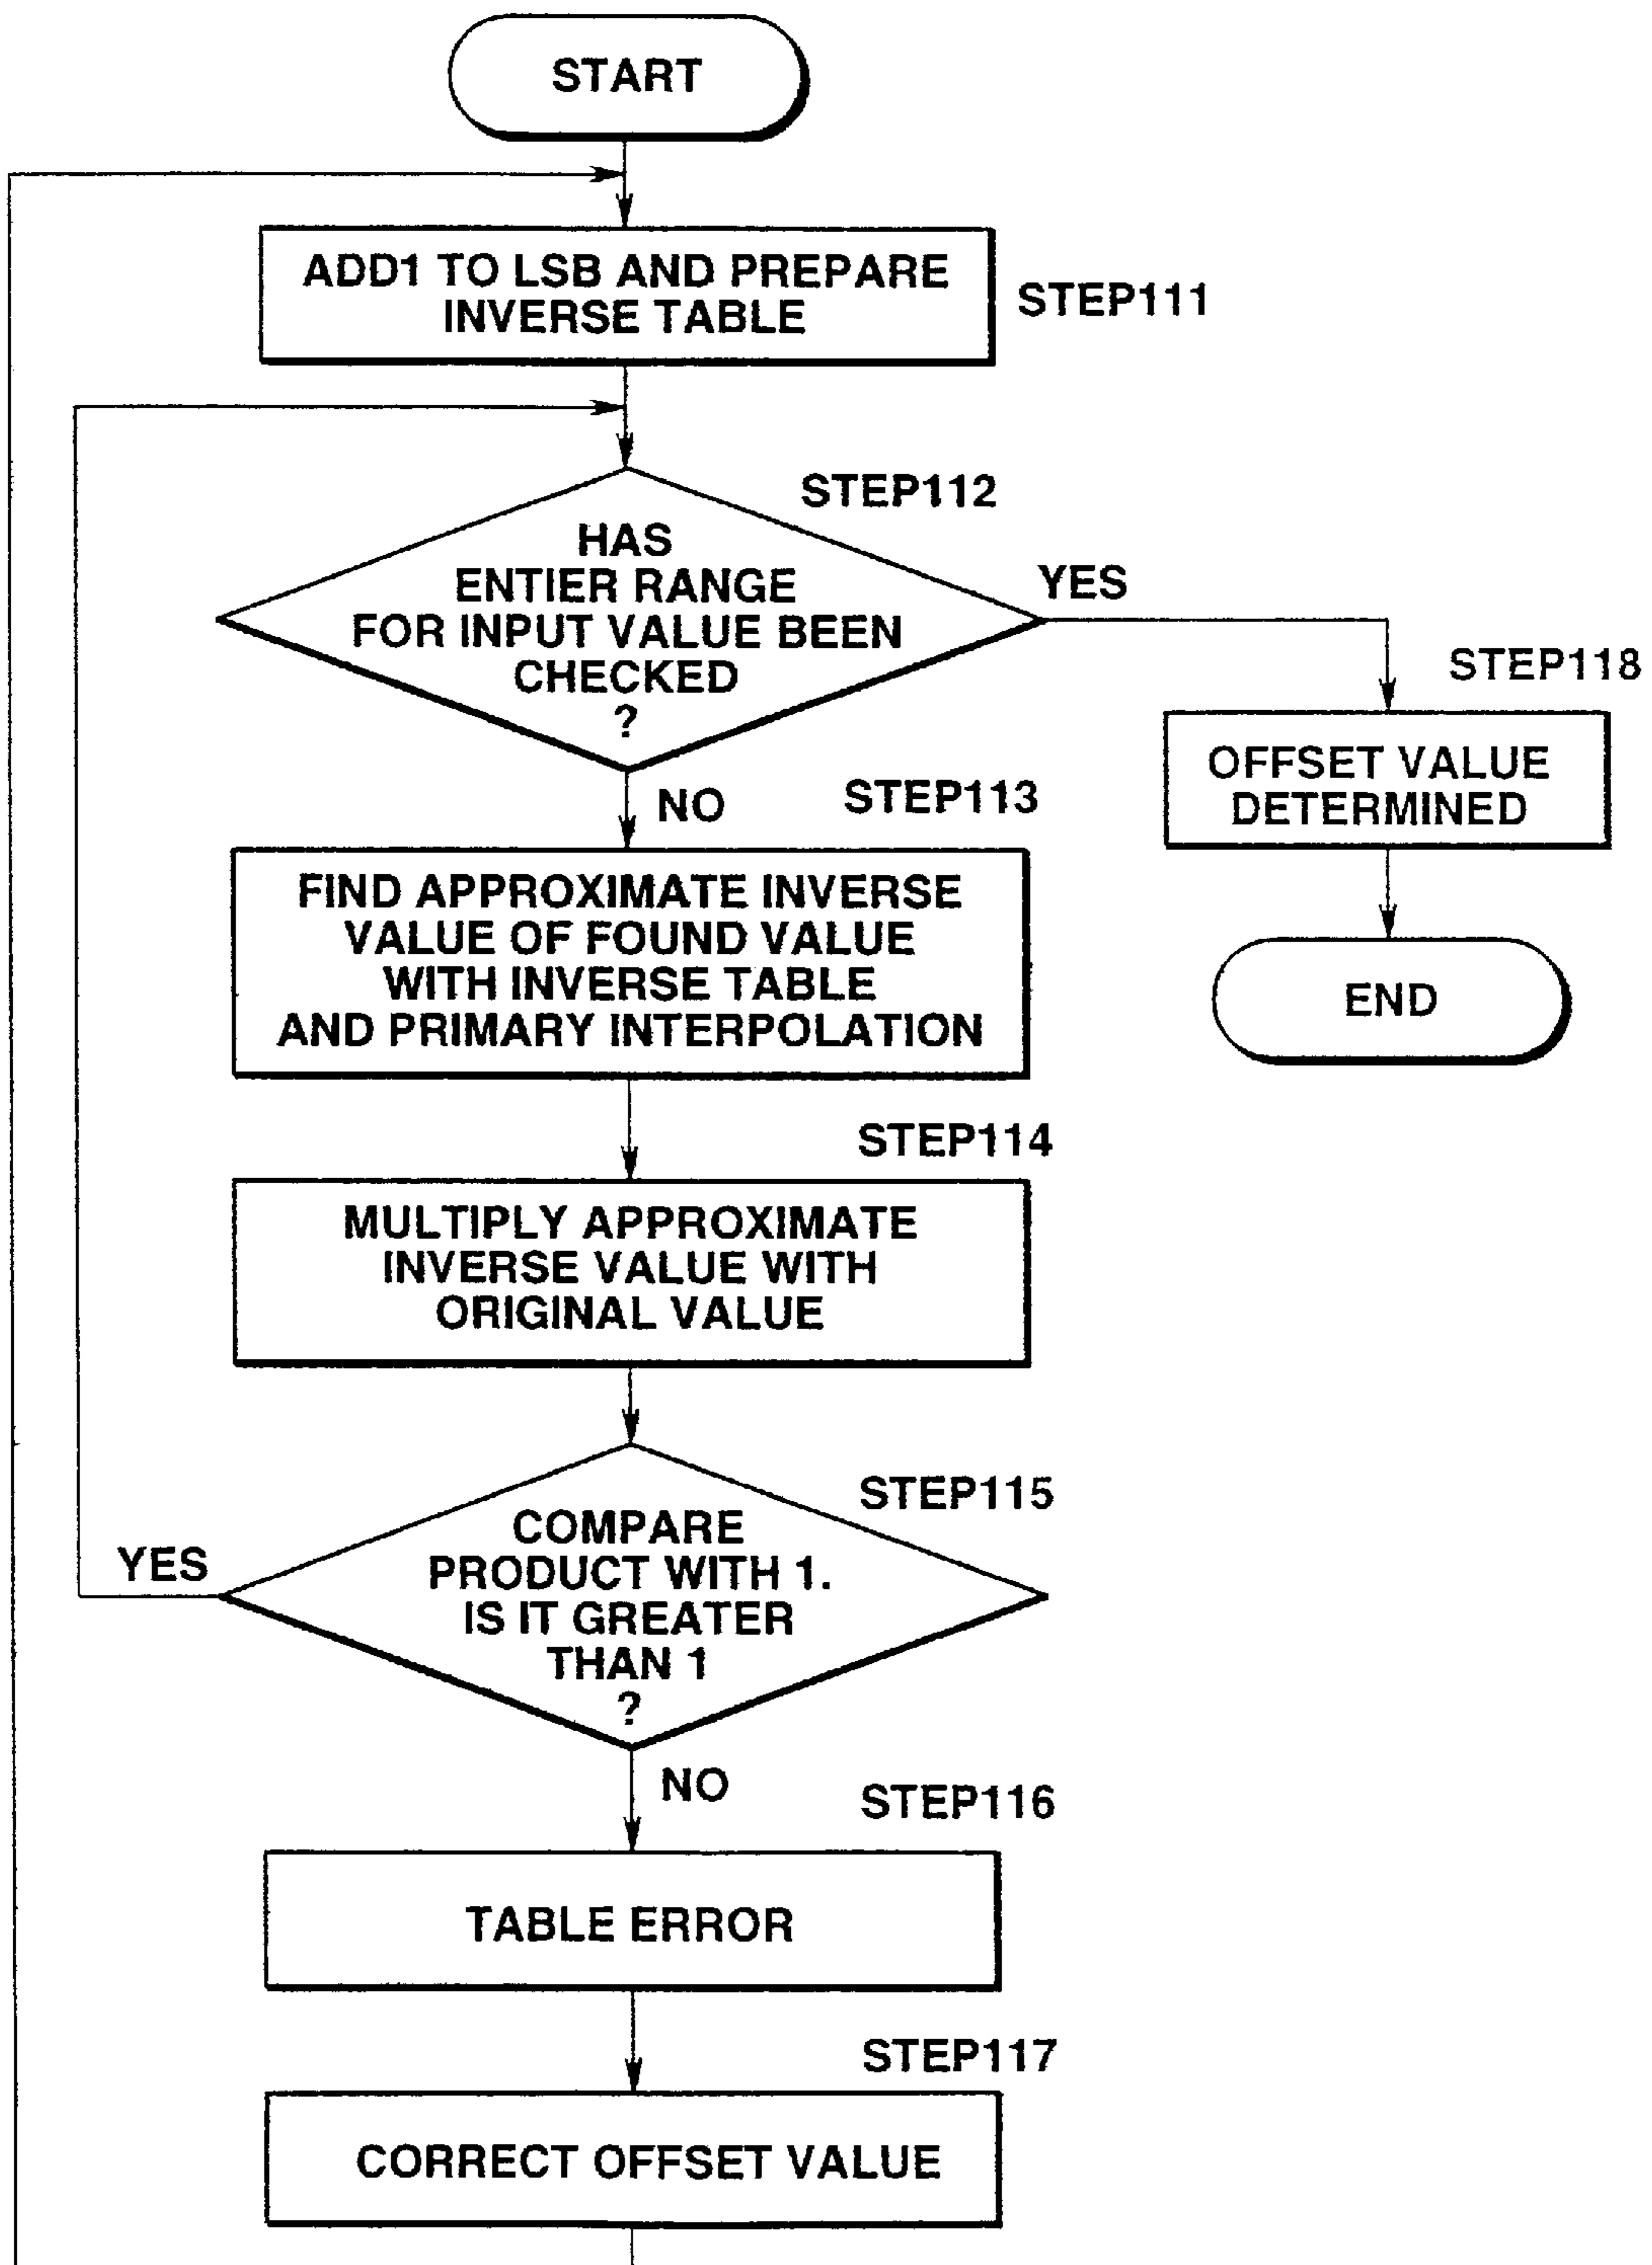 START
ADD1 TO LSB AND PREPARE
INVERSE TABLE
STEP111
STEP112
HAS
ENTIER RANGE
FOR INPUT VALUE BEEN
CHECKED
?
YES
STEP118
OFFSET VALUE
DETERMINED
END
NO
STEP113
FIND APPROXIMATE INVERSE
VALUE OF FOUND VALUE
WITH INVERSE TABLE
AND PRIMARY INTERPOLATION
STEP114
MULTIPLY APPROXIMATE
INVERSE VALUE WITH
ORIGINAL VALUE
STEP115
COMPARE
PRODUCT WITH 1.
IS IT GREATER
THAN 1
?
YES
NO
STEP116
TABLE ERROR
STEP117
CORRECT OFFSET VALUE